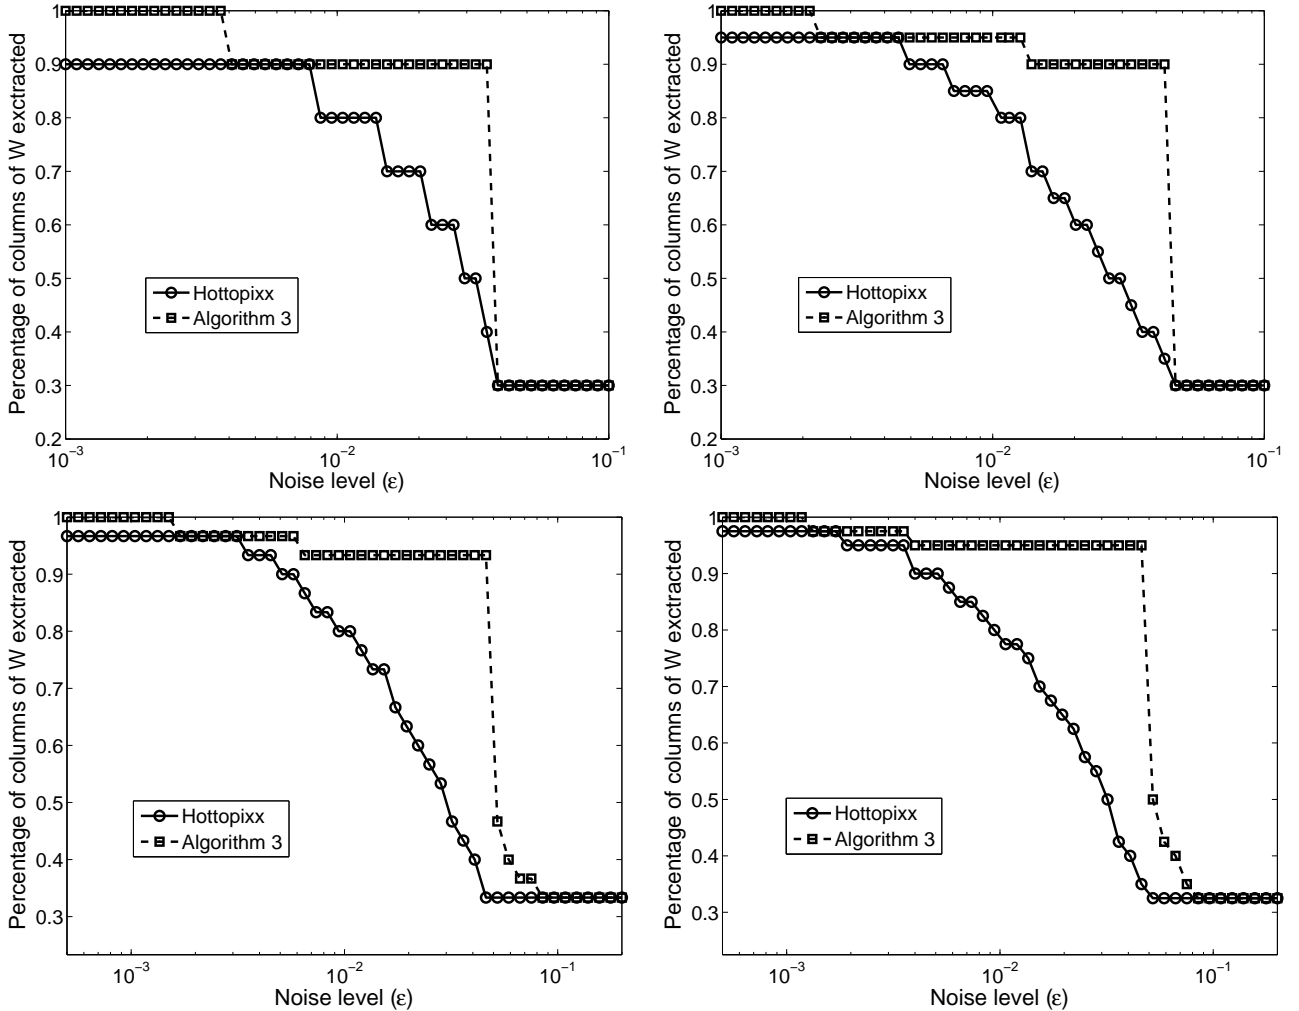 Percentage of columns of W exctracted
1
0.9
0.8
0.7
0.6
0.5
0.4
0.3
0.2
Hottopixx
Algorithm 3
10⁻³
10⁻²
10⁻¹
Noise level (ε)
Percentage of columns of W exctracted
1
0.9
0.8
0.7
0.6
0.5
0.4
0.3
0.2
Hottopixx
Algorithm 3
10⁻³
10⁻²
10⁻¹
Noise level (ε)
Percentage of columns of W exctracted
1
0.9
0.8
0.7
0.6
0.5
0.4
0.3
Hottopixx
Algorithm 3
10⁻³
10⁻²
10⁻¹
Noise level (ε)
Percentage of columns of W exctracted
1
0.9
0.8
0.7
0.6
0.5
0.4
0.3
Hottopixx
Algorithm 3
10⁻³
10⁻²
10⁻¹
Noise level (ε)